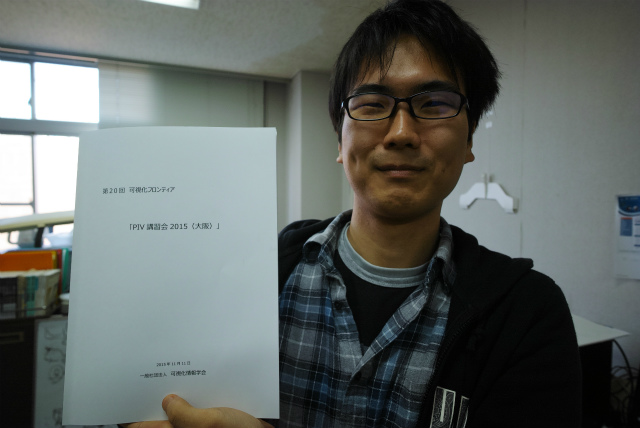 第20回 可視化フロンティア
「PIV 講習会 2015（大阪）」
2015年11月11日
一般社団法人 可視化情報学会